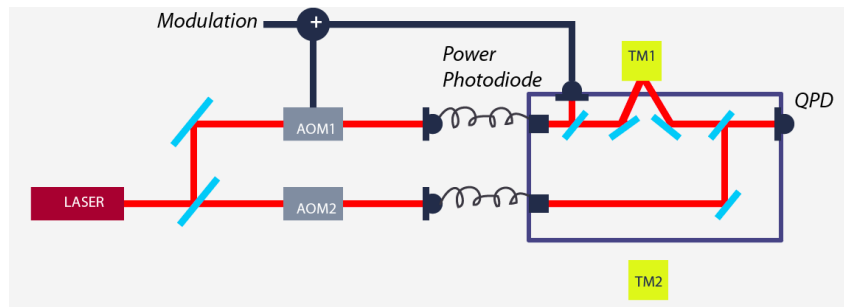 Modulation
+
Power
Photodiode
TM1
QPD
AOM1
LASER
AOM2
TM2